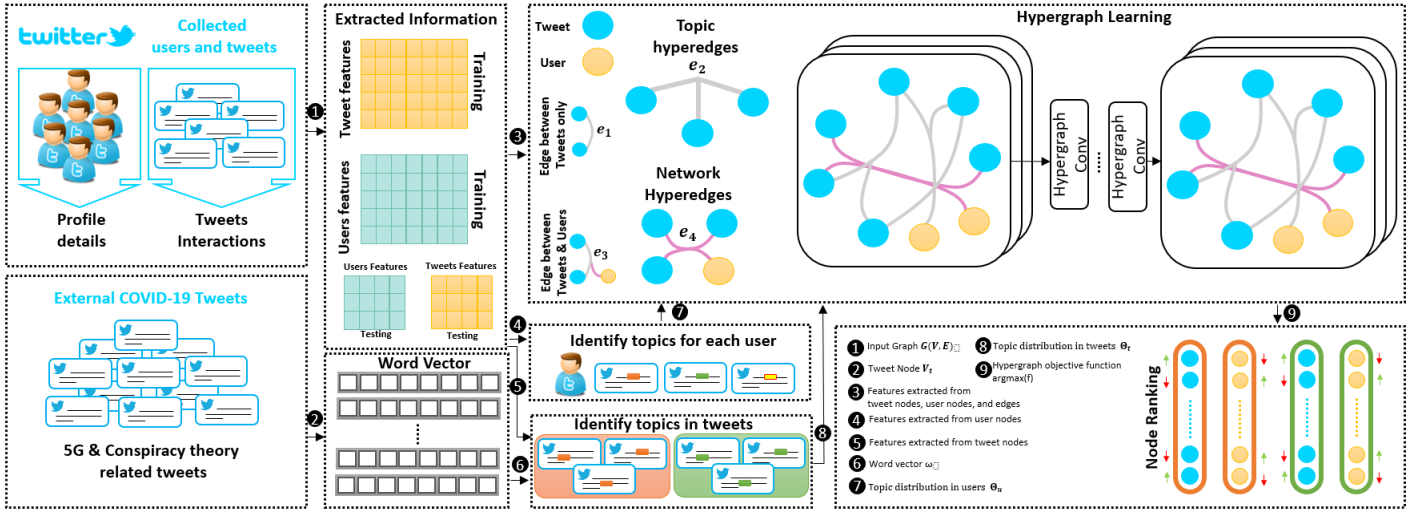 twitter
Collected
users and tweets
Profile
details
Tweets
Interactions
External COVID-19 Tweets
5G & Conspiracy theory
related tweets
1
2
Extracted Information
Tweet features
Training
Users features
Training
Users Features
Tweets Features
Testing
Testing
Word Vector
3
4
5
6
Tweet
User
Topic
hyperedges
e2
Edge between
Tweets only
e1
Network
Hyperedges
e4
Edge between
Tweets & Users
e3
Hypergraph Learning
Hypergraph
Conv
Hypergraph
Conv
7
8
9
Identify topics for each user
Identify topics in tweets
1 Input Graph G(V, E)□
2 Tweet Node Vt
3 Features extracted from
tweet nodes, user nodes, and edges
4 Features extracted from user nodes
5 Features extracted from tweet nodes
6 Word vector ω□
7 Topic distribution in users Θu
8 Topic distribution in tweets Θt
9 Hypergraph objective function
argmax(f)
Node Ranking